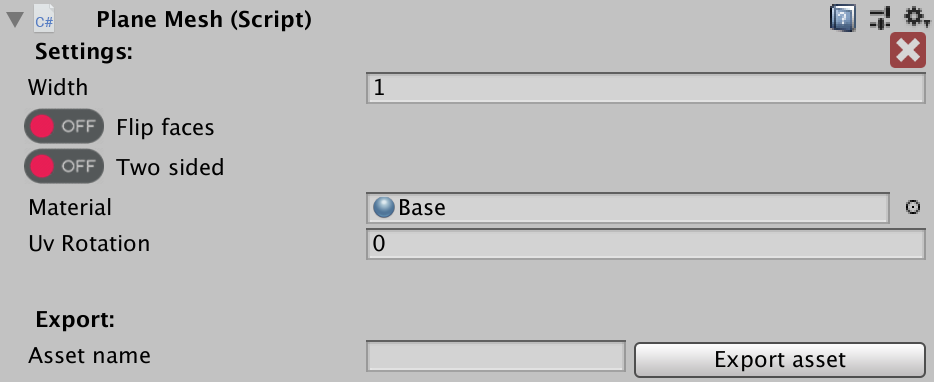 C# Plane Mesh (Script) ?
Settings:
Width 1
OFF Flip faces
OFF Two sided
Material Base
Uv Rotation 0
Export:
Asset name Export asset